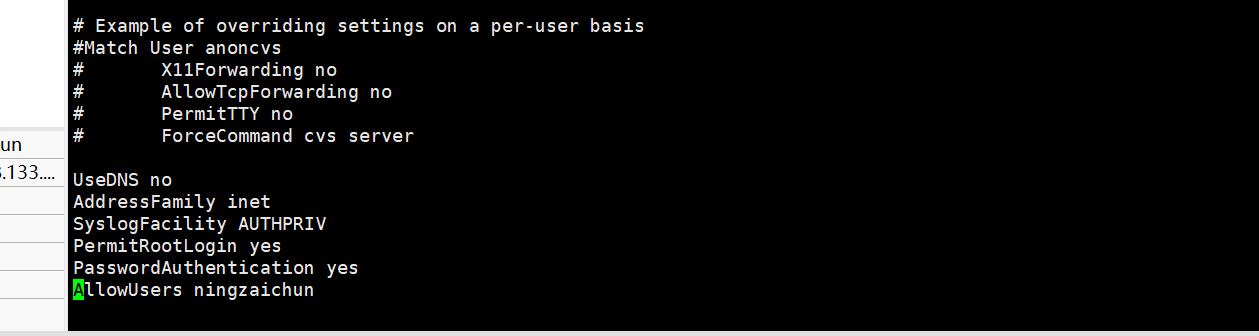 # Example of overriding settings on a per-user basis
#Match User anoncvs
#       X11Forwarding no
#       AllowTcpForwarding no
#       PermitTTY no
#       ForceCommand cvs server
un
.133....
UseDNS no
AddressFamily inet
SyslogFacility AUTHPRIV
PermitRootLogin yes
PasswordAuthentication yes
AllowUsers ningzaichun